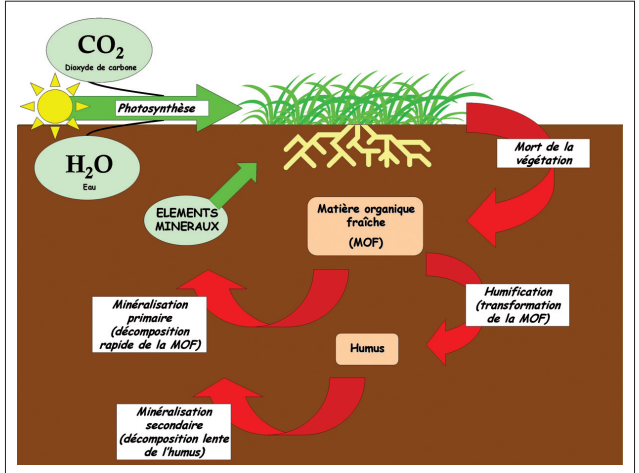 CO₂
Dioxyde de carbone
Photosynthèse
H₂O
Eau
Mort de la
végétation
ELEMENTS
MINERAUX
Matière organique
fraîche
(MOF)
Humification
(transformation
de la MOF)
Minéralisation
primaire
(décomposition
rapide de la MOF)
Humus
Minéralisation
secondaire
(décomposition lente
de l'humus)